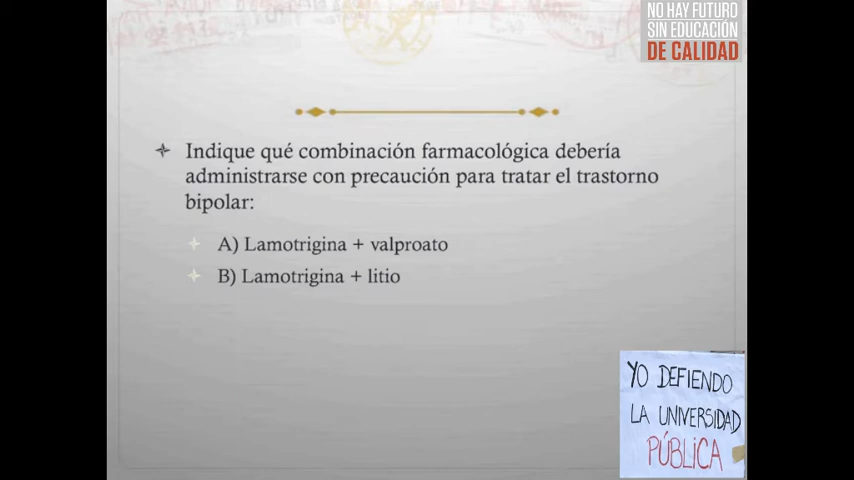 NO HAY FUTURO
SIN EDUCACIÓN
DE CALIDAD
Indique qué combinación farmacológica debería
administrarse con precaución para tratar el trastorno
bipolar:
A) Lamotrigina + valproato
B) Lamotrigina + litio
YO DEFIENDO
LA UNIVERSIDAD
PÚBLICA